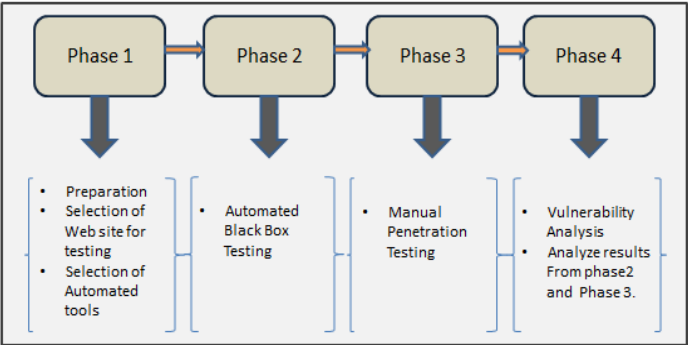 Phase 1
Phase 2
Phase 3
Phase 4
• Preparation
• Selection of
Web site for
testing
• Selection of
Automated
tools
• Automated
Black Box
Testing
• Manual
Penetration
Testing
• Vulnerability
Analysis
• Analyze results
From phase2
and Phase 3.